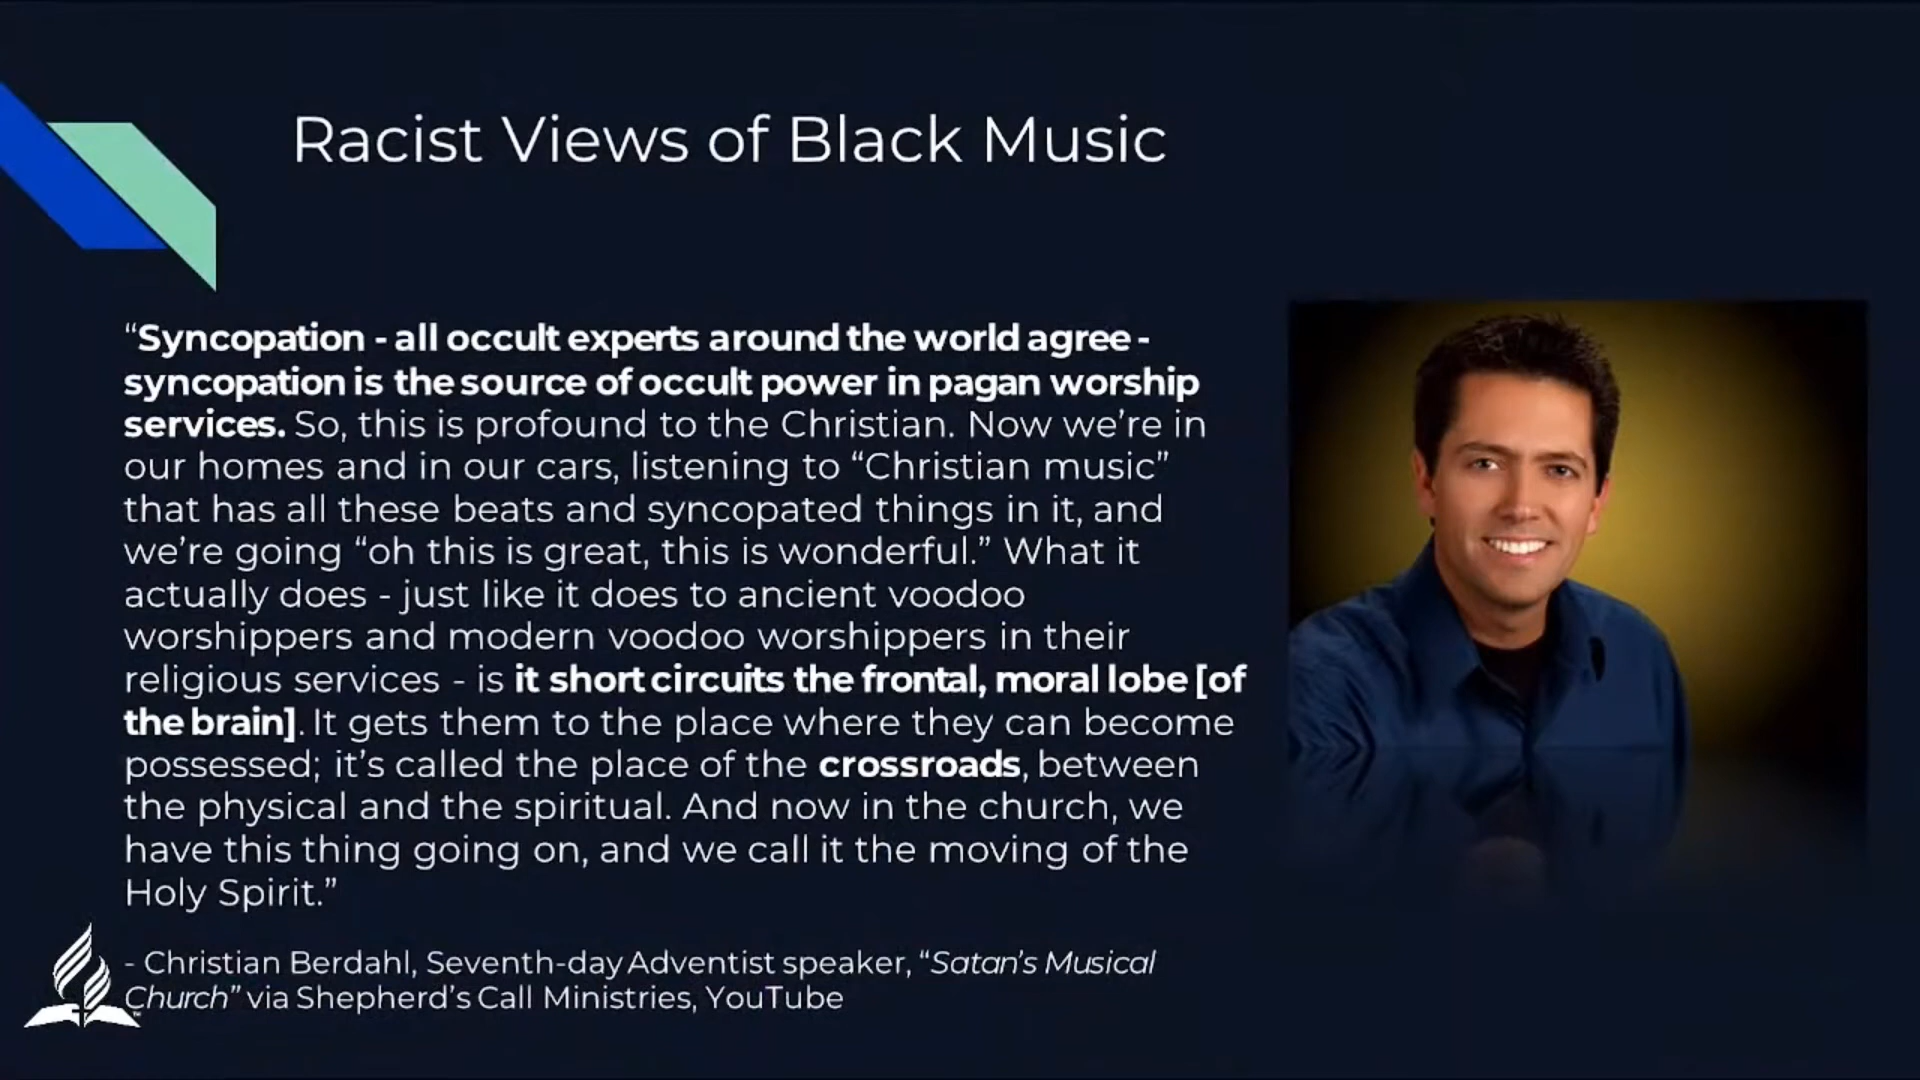 Racist Views of Black Music
“Syncopation - all occult experts around the world agree -
syncopation is the source of occult power in pagan worship
services. So, this is profound to the Christian. Now we’re in
our homes and in our cars, listening to “Christian music”
that has all these beats and syncopated things in it, and
we’re going “oh this is great, this is wonderful.” What it
actually does - just like it does to ancient voodoo
worshippers and modern voodoo worshippers in their
religious services - is it short circuits the frontal, moral lobe [of
the brain]. It gets them to the place where they can become
possessed; it’s called the place of the crossroads, between
the physical and the spiritual. And now in the church, we
have this thing going on, and we call it the moving of the
Holy Spirit.”
- Christian Berdahl, Seventh-day Adventist speaker, “Satan’s Musical
Church” via Shepherd’s Call Ministries, YouTube